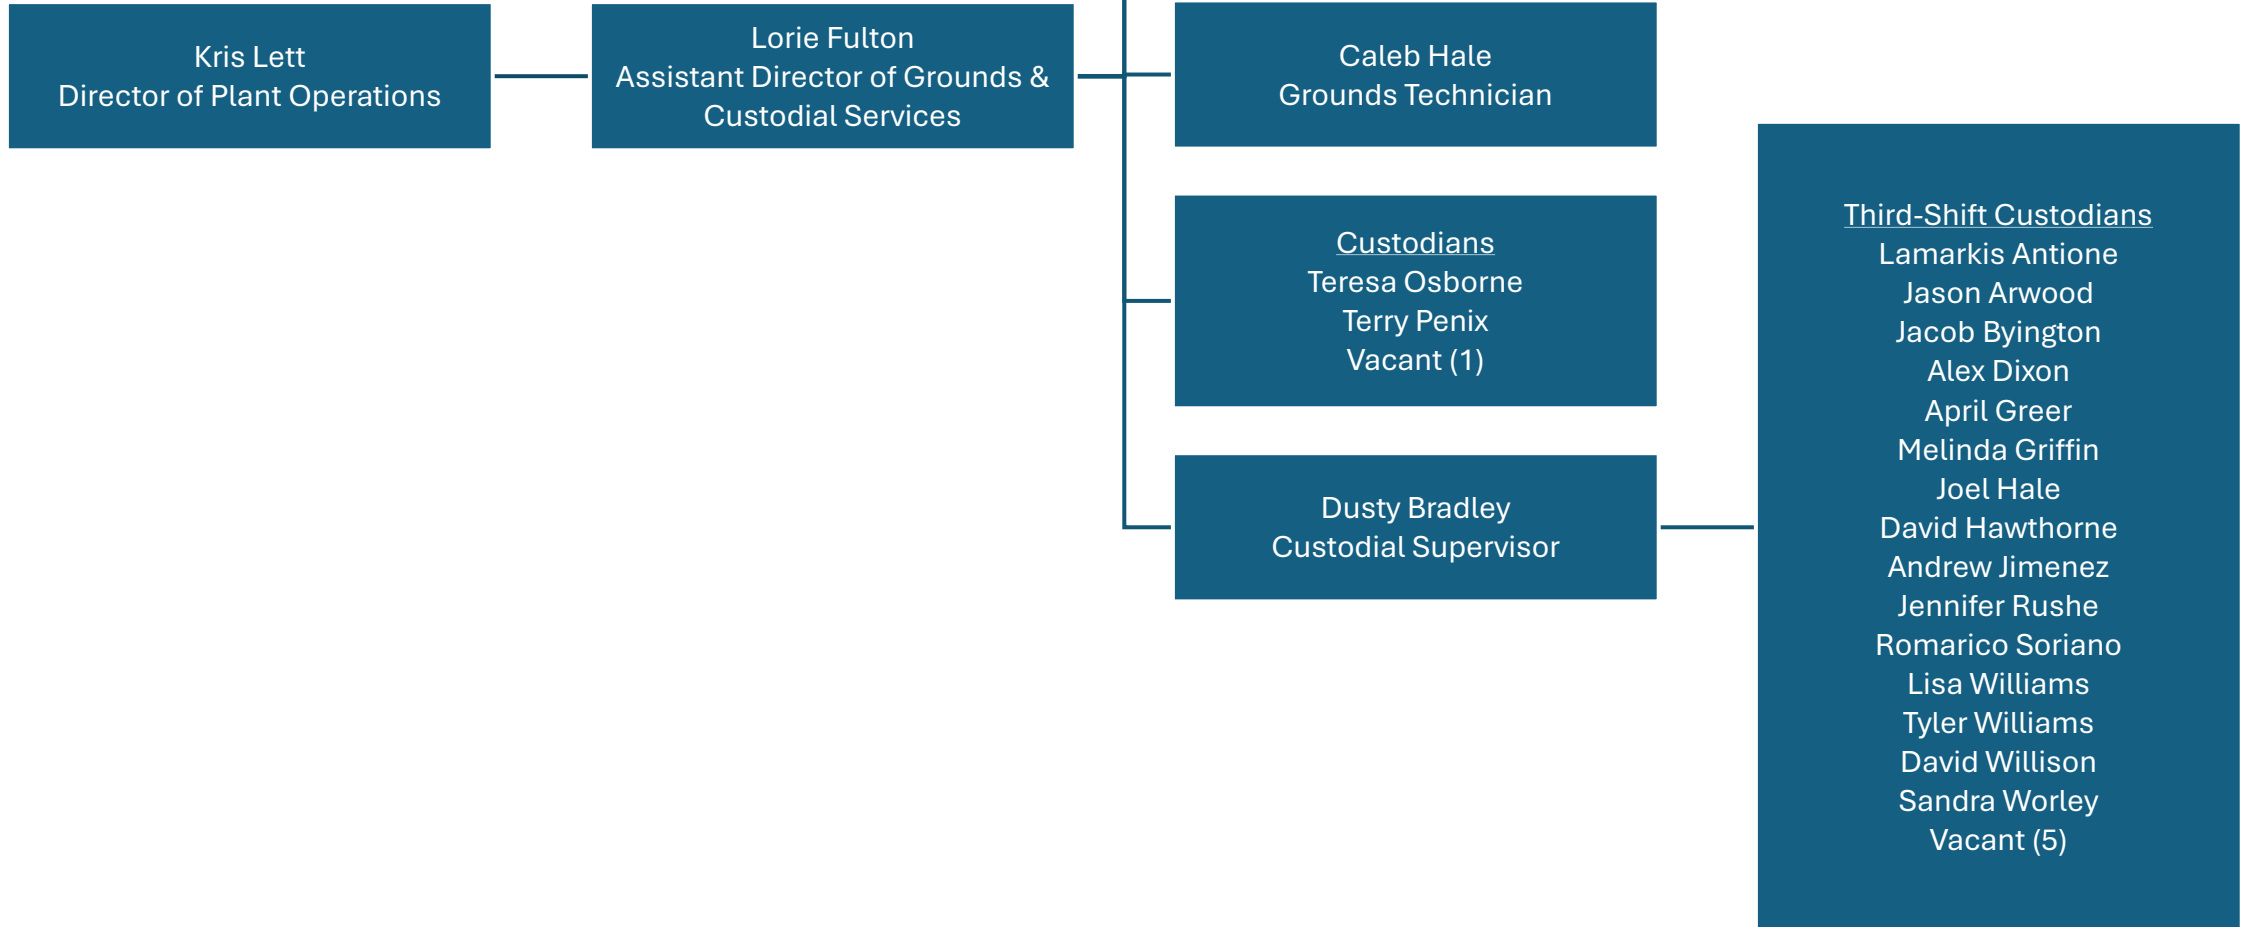 Kris Lett
Director of Plant Operations
Lorie Fulton
Assistant Director of Grounds &
Custodial Services
Caleb Hale
Grounds Technician
Custodians
Teresa Osborne
Terry Penix
Vacant (1)
Dusty Bradley
Custodial Supervisor
Third-Shift Custodians
Lamarkis Antione
Jason Arwood
Jacob Byington
Alex Dixon
April Greer
Melinda Griffin
Joel Hale
David Hawthorne
Andrew Jimenez
Jennifer Rushe
Romarico Soriano
Lisa Williams
Tyler Williams
David Willison
Sandra Worley
Vacant (5)